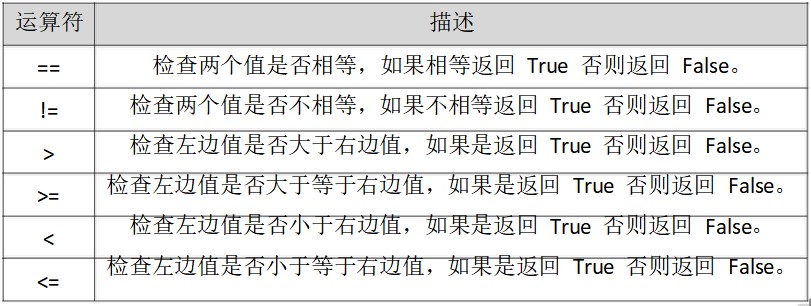 运算符 描述
== 检查两个值是否相等，如果相等返回 True 否则返回 False。
!= 检查两个值是否不相等，如果不相等返回 True 否则返回 False。
> 检查左边值是否大于右边值，如果是返回 True 否则返回 False。
>= 检查左边值是否大于等于右边值，如果是返回 True 否则返回 False。
< 检查左边值是否小于右边值，如果是返回 True 否则返回 False。
<= 检查左边值是否小于等于右边值，如果是返回 True 否则返回 False。